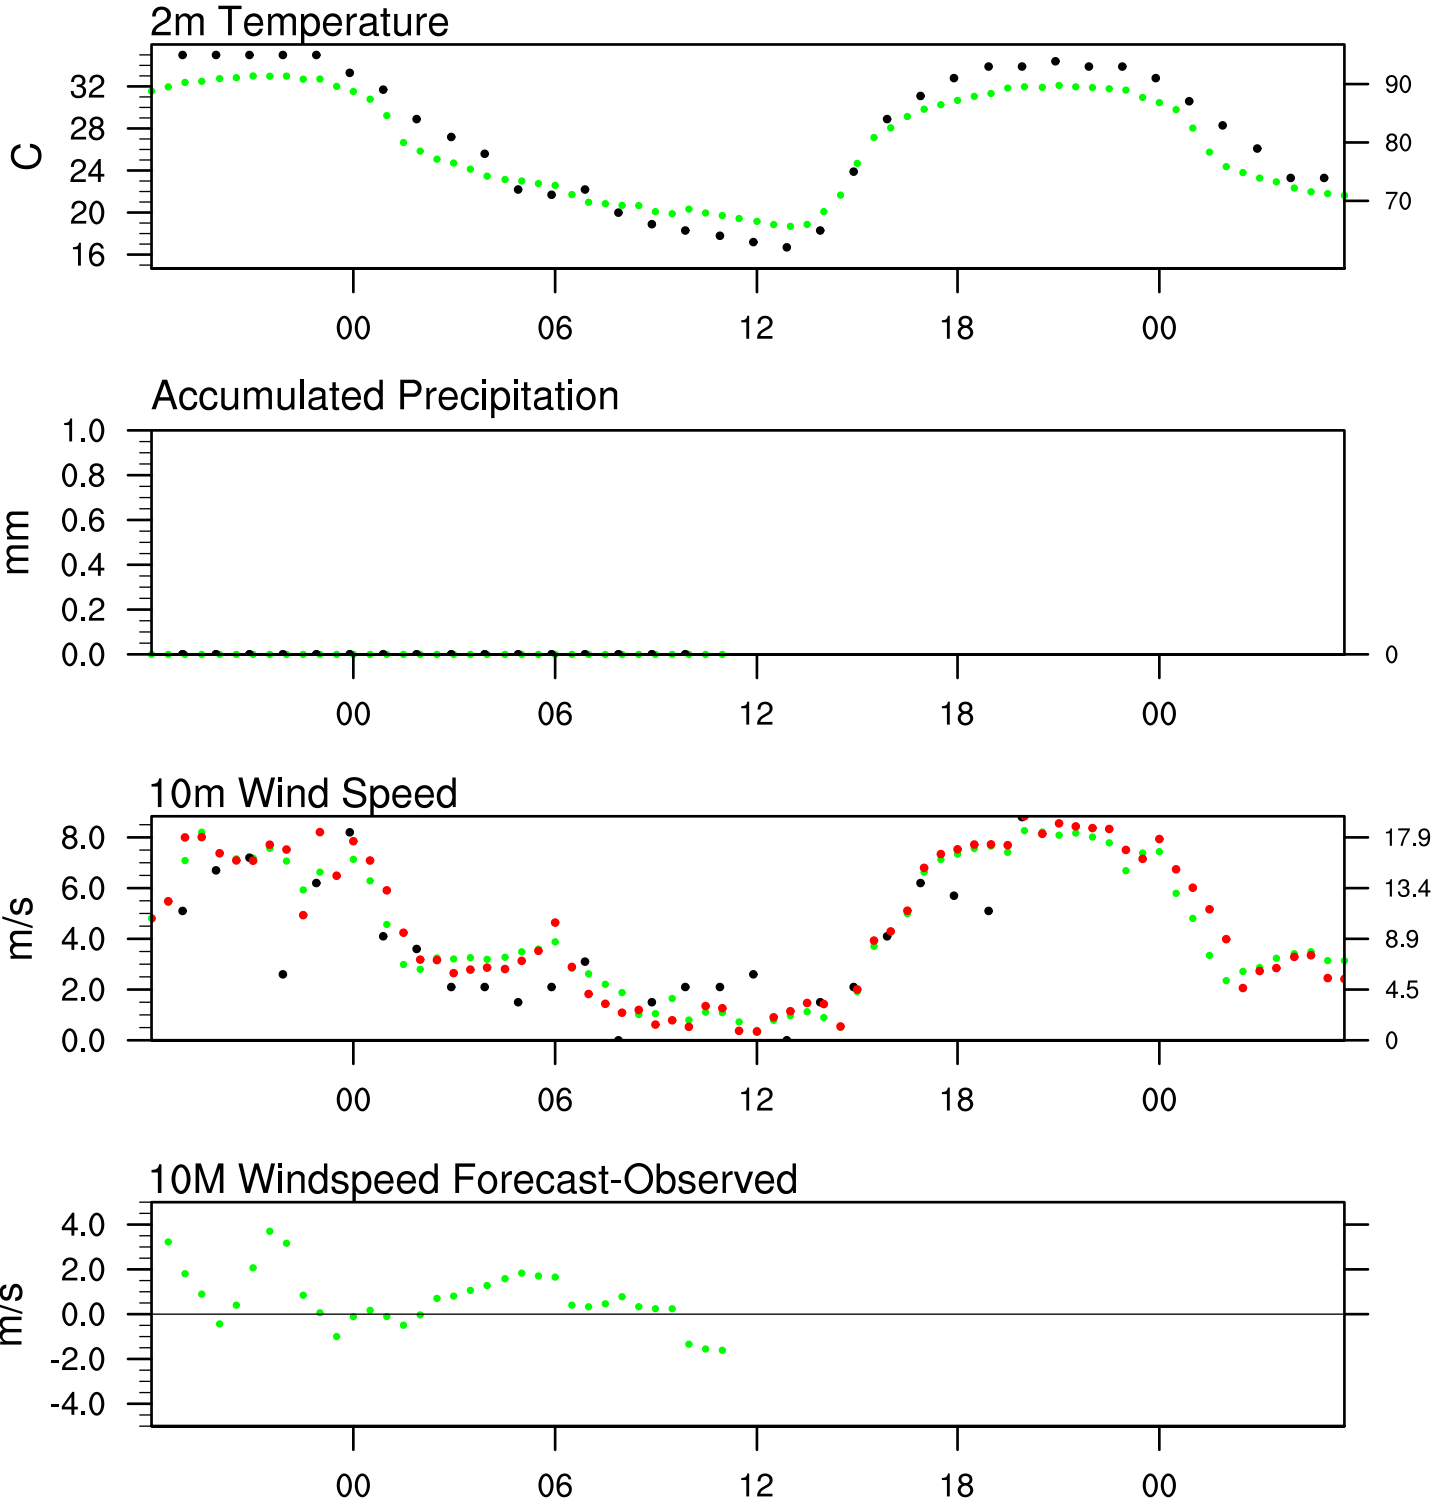 2m Temperature
C
32
28
24
20
16
90
80
70
00 06 12 18 00
Accumulated Precipitation
mm
1.0
0.8
0.6
0.4
0.2
0.0
0
00 06 12 18 00
10m Wind Speed
m/s
8.0
6.0
4.0
2.0
0.0
17.9
13.4
8.9
4.5
0
00 06 12 18 00
10M Windspeed Forecast-Observed
m/s
4.0
2.0
0.0
-2.0
-4.0
00 06 12 18 00